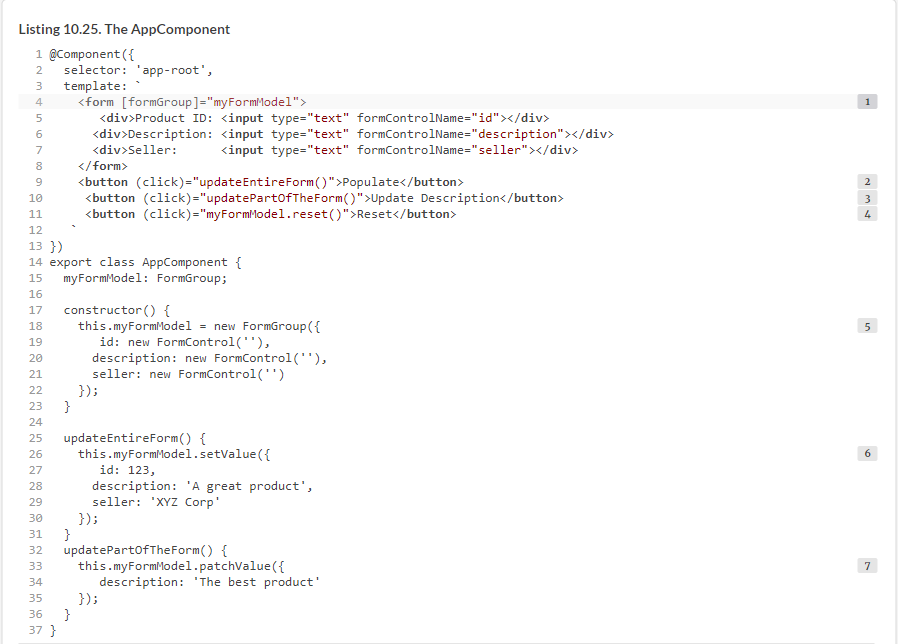 Listing 10.25. The AppComponent
1 @Component({
2   selector: 'app-root',
3   template: `
4     <form [formGroup]="myFormModel"> 1
5        <div>Product ID: <input type="text" formControlName="id"></div>
6       <div>Description: <input type="text" formControlName="description"></div>
7       <div>Seller:      <input type="text" formControlName="seller"></div>
8     </form>
9     <button (click)="updateEntireForm()">Populate</button> 2
10      <button (click)="updatePartOfTheForm()">Update Description</button> 3
11      <button (click)="myFormModel.reset()">Reset</button> 4
12    `
13 })
14 export class AppComponent {
15   myFormModel: FormGroup;
16
17   constructor() {
18     this.myFormModel = new FormGroup({ 5
19        id: new FormControl(''),
20       description: new FormControl(''),
21       seller: new FormControl('')
22     });
23   }
24
25   updateEntireForm() {
26     this.myFormModel.setValue({ 6
27        id: 123,
28       description: 'A great product',
29       seller: 'XYZ Corp'
30     });
31   }
32   updatePartOfTheForm() {
33     this.myFormModel.patchValue({ 7
34        description: 'The best product'
35     });
36   }
37 }